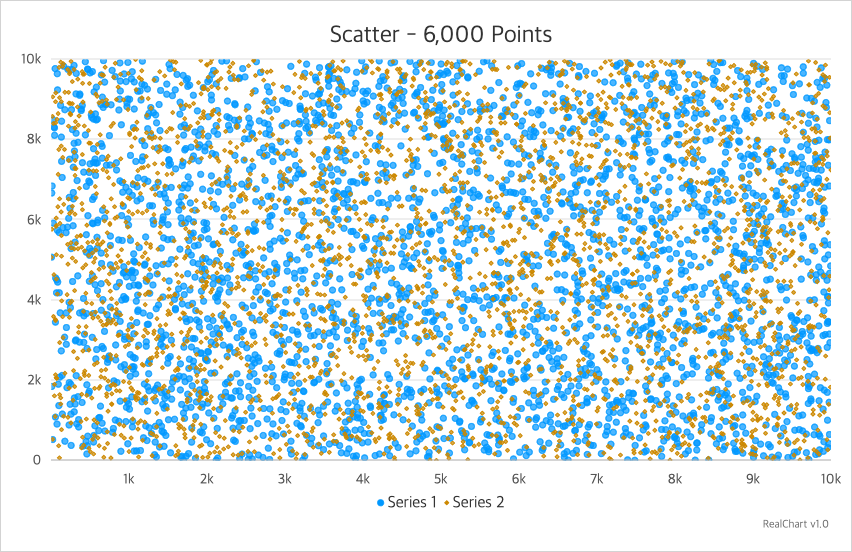 Scatter - 6,000 Points
10k
8k
6k
4k
2k
0
1k 2k 3k 4k 5k 6k 7k 8k 9k 10k
Series 1 Series 2
RealChart v1.0